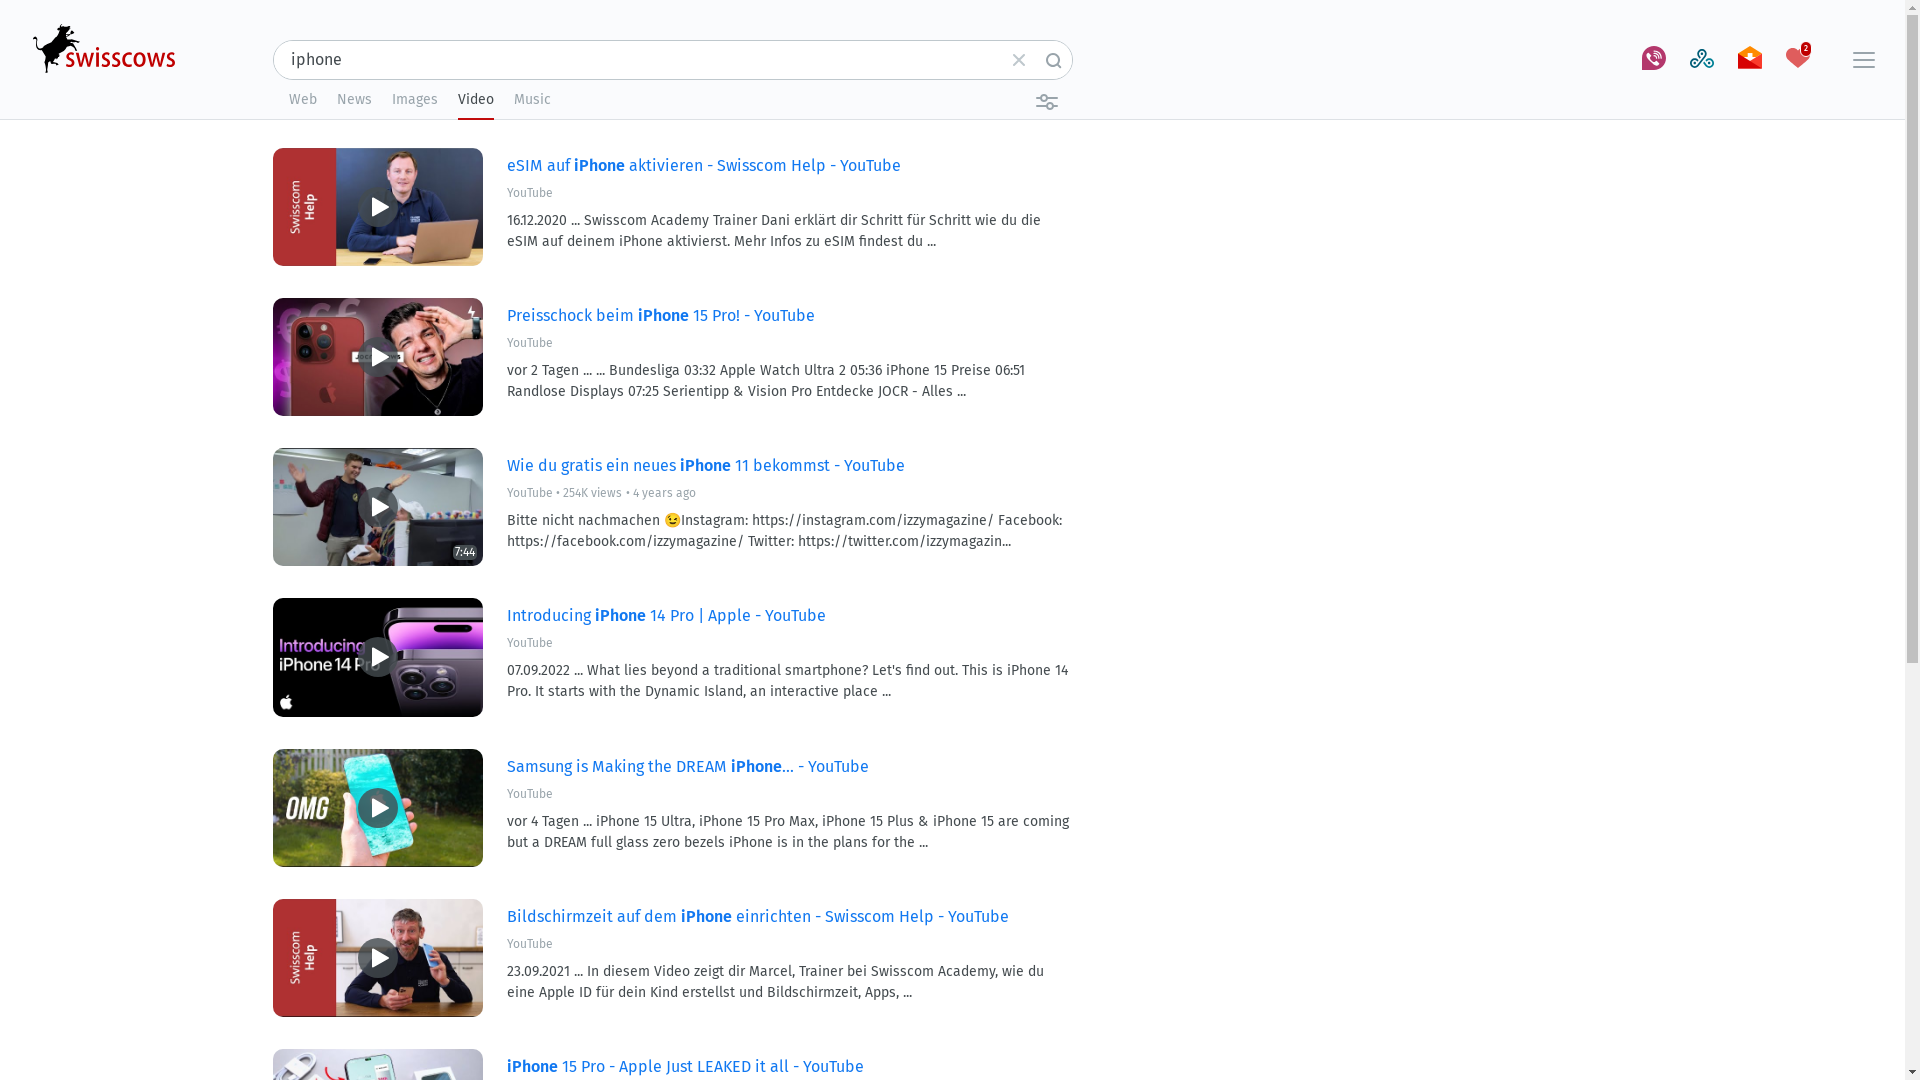 swisscows
iphone
2
Web News Images Video Music
Swisscom
Help
eSIM auf iPhone aktivieren - Swisscom Help - YouTube
YouTube
16.12.2020 ... Swisscom Academy Trainer Dani erklärt dir Schritt für Schritt wie du die
eSIM auf deinem iPhone aktivierst. Mehr Infos zu eSIM findest du ...
Preisschock beim iPhone 15 Pro! - YouTube
YouTube
vor 2 Tagen ... ... Bundesliga 03:32 Apple Watch Ultra 2 05:36 iPhone 15 Preise 06:51
Randlose Displays 07:25 Serientipp & Vision Pro Entdecke JOCR - Alles ...
7:44
Wie du gratis ein neues iPhone 11 bekommst - YouTube
YouTube • 254K views • 4 years ago
Bitte nicht nachmachen 😉Instagram: https://instagram.com/izzymagazine/ Facebook:
https://facebook.com/izzymagazine/ Twitter: https://twitter.com/izzymagazin...
Introducing
iPhone 14 Pro
Introducing iPhone 14 Pro | Apple - YouTube
YouTube
07.09.2022 ... What lies beyond a traditional smartphone? Let's find out. This is iPhone 14
Pro. It starts with the Dynamic Island, an interactive place ...
OMG
Samsung is Making the DREAM iPhone... - YouTube
YouTube
vor 4 Tagen ... iPhone 15 Ultra, iPhone 15 Pro Max, iPhone 15 Plus & iPhone 15 are coming
but a DREAM full glass zero bezels iPhone is in the plans for the ...
Swisscom
Help
Bildschirmzeit auf dem iPhone einrichten - Swisscom Help - YouTube
YouTube
23.09.2021 ... In diesem Video zeigt dir Marcel, Trainer bei Swisscom Academy, wie du
eine Apple ID für dein Kind erstellst und Bildschirmzeit, Apps, ...
iPhone 15 Pro - Apple Just LEAKED it all - YouTube